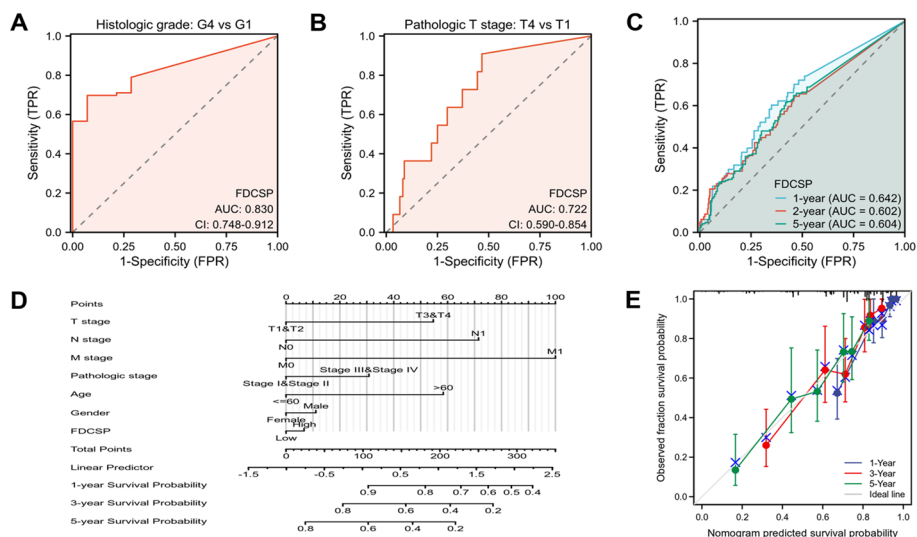 A
Histologic grade: G4 vs G1
Sensitivity (TPR)
1.0
0.8
0.6
0.4
0.2
0.0
FDCSP
AUC: 0.830
CI: 0.748-0.912
0.00 0.25 0.50 0.75 1.00
1-Specificity (FPR)
B
Pathologic T stage: T4 vs T1
Sensitivity (TPR)
1.0
0.8
0.6
0.4
0.2
0.0
FDCSP
AUC: 0.722
CI: 0.590-0.854
0.00 0.25 0.50 0.75 1.00
1-Specificity (FPR)
C
Sensitivity (TPR)
1.0
0.8
0.6
0.4
0.2
0.0
FDCSP
1-year (AUC = 0.642)
2-year (AUC = 0.602)
5-year (AUC = 0.604)
0.00 0.25 0.50 0.75 1.00
1-Specificity (FPR)
D
Points 0 20 40 60 80 100
T stage T1&T2 T3&T4
N stage N0 N1
M stage M0 M1
Pathologic stage Stage I&Stage II Stage III&Stage IV
Age <=60 >60
Gender Female Male
FDCSP Low High
Total Points 0 100 200 300
Linear Predictor -1.5 -0.5 0.5 1.5 2.5
1-year Survival Probability 0.9 0.8 0.7 0.6 0.5 0.4
3-year Survival Probability 0.8 0.6 0.4 0.2
5-year Survival Probability 0.8 0.6 0.4 0.2
E
Observed fraction survival probability
1.0
0.8
0.6
0.4
0.2
0.0
1-Year
3-Year
5-Year
Ideal line
0.0 0.2 0.4 0.6 0.8 1.0
Nomogram predicted survival probability